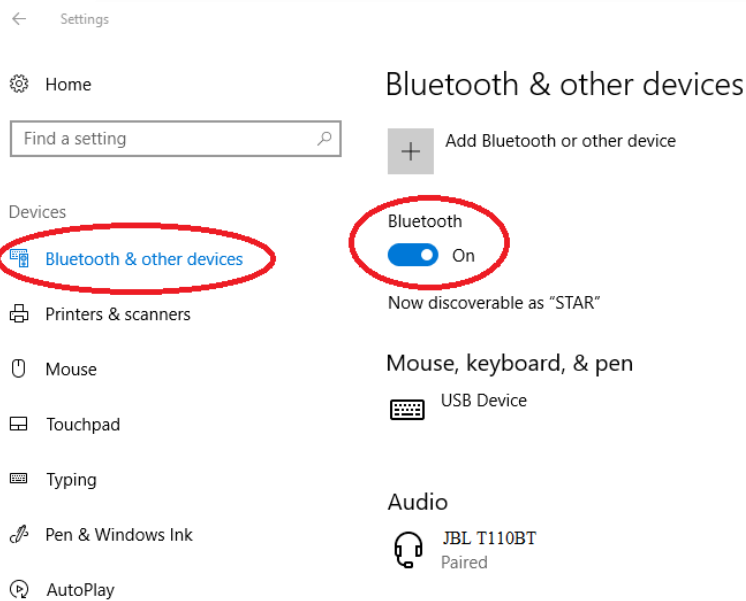 Settings
Home
Find a setting
Devices
Bluetooth & other devices
Printers & scanners
Mouse
Touchpad
Typing
Pen & Windows Ink
AutoPlay
Bluetooth & other devices
Add Bluetooth or other device
Bluetooth
On
Now discoverable as “STAR”
Mouse, keyboard, & pen
USB Device
Audio
JBL T110BT
Paired